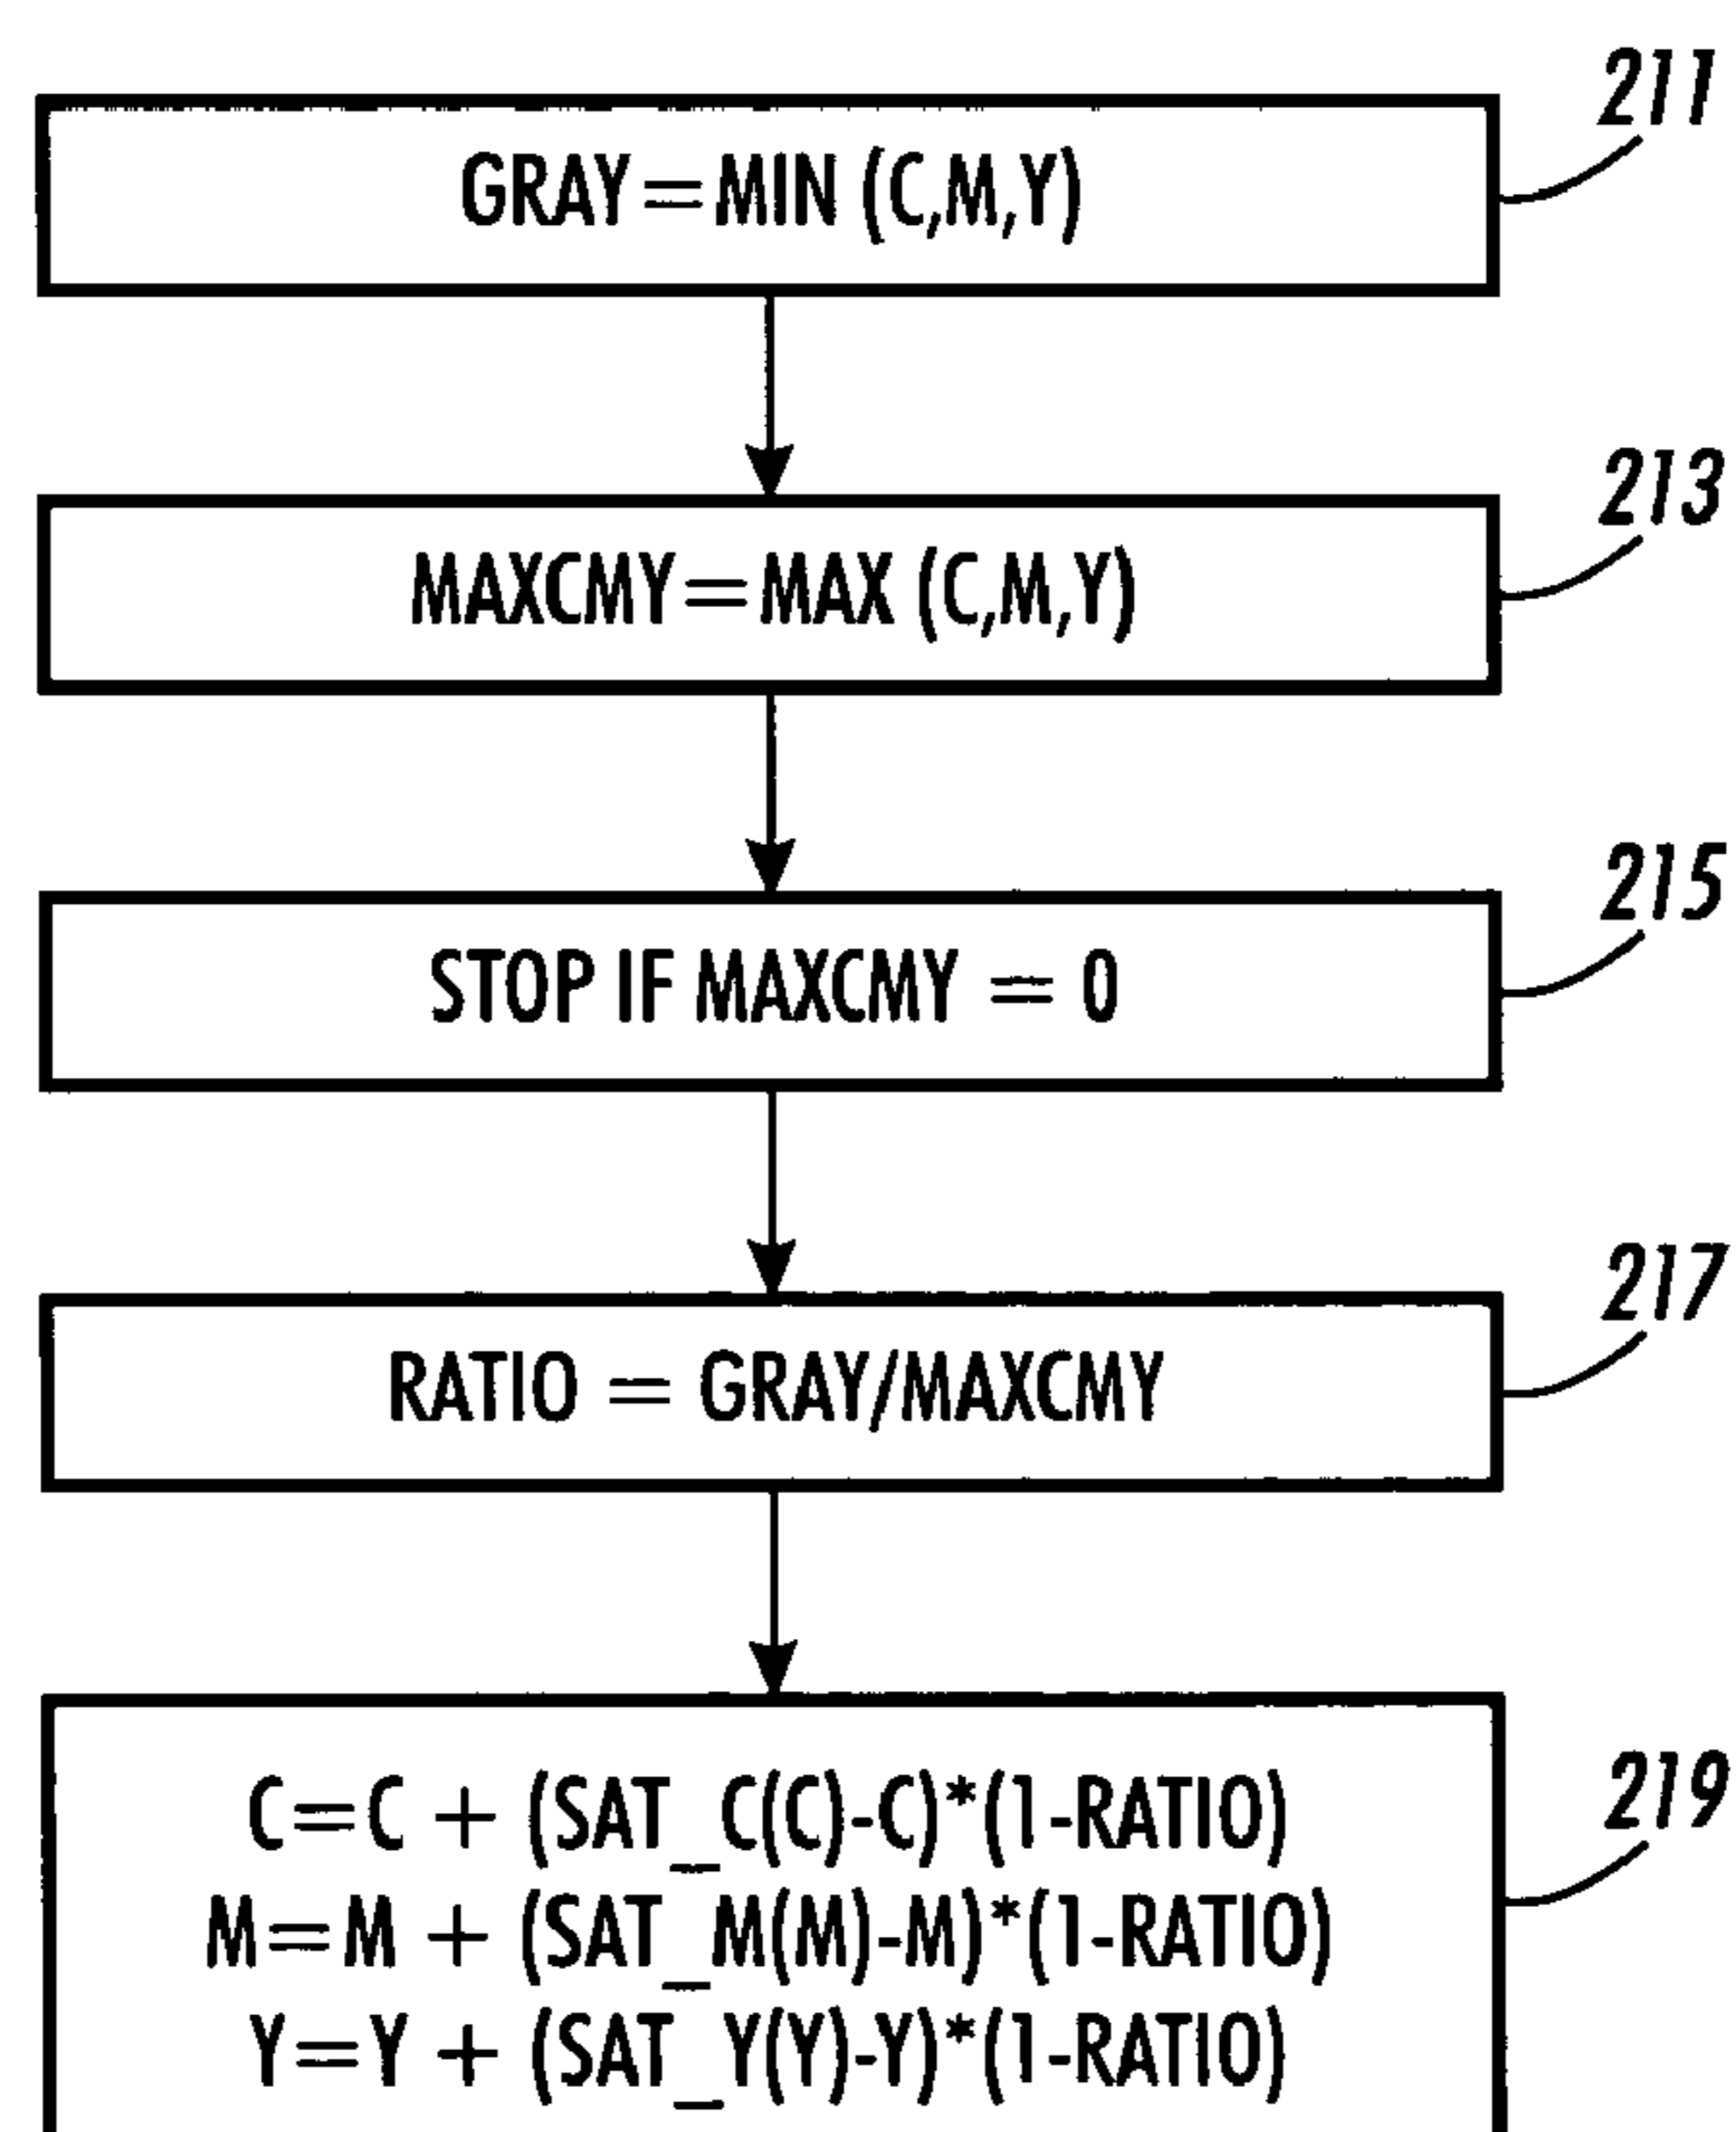 211
GRAY=MIN (C,M,Y)
213
MAXCMY=MAX (C,M,Y)
215
STOP IF MAXCMY = 0
217
RATIO = GRAY/MAXCMY
219
C=C + (SAT_C(C)-C)*(1-RATIO)
M=M + (SAT_M(M)-M)*(1-RATIO)
Y=Y + (SAT_Y(Y)-Y)*(1-RATIO)